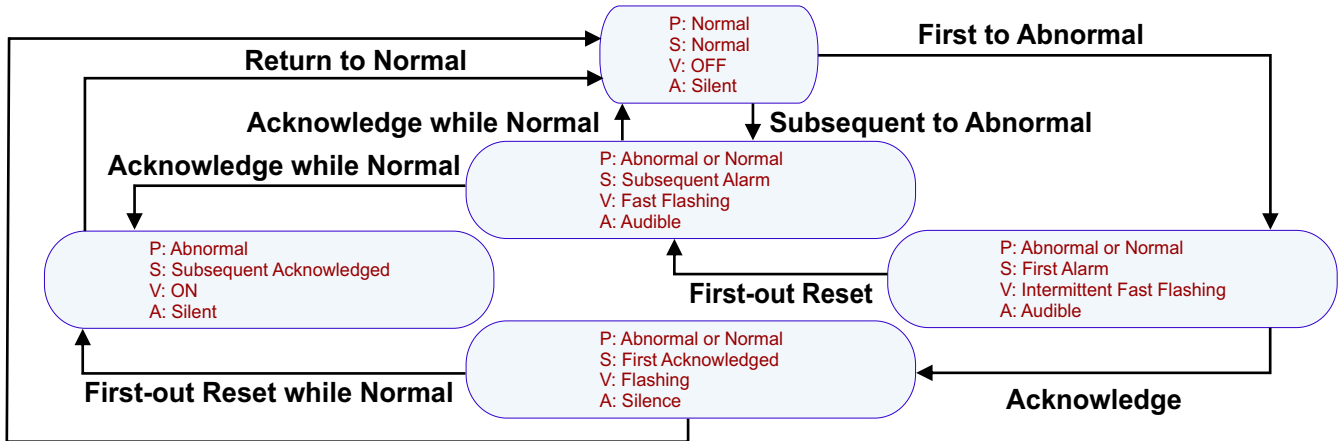 P: Normal
S: Normal
V: OFF
A: Silent
First to Abnormal
Return to Normal
Acknowledge while Normal
Subsequent to Abnormal
Acknowledge while Normal
P: Abnormal or Normal
S: Subsequent Alarm
V: Fast Flashing
A: Audible
P: Abnormal
S: Subsequent Acknowledged
V: ON
A: Silent
First-out Reset
P: Abnormal or Normal
S: First Alarm
V: Intermittent Fast Flashing
A: Audible
P: Abnormal or Normal
S: First Acknowledged
V: Flashing
A: Silence
First-out Reset while Normal
Acknowledge